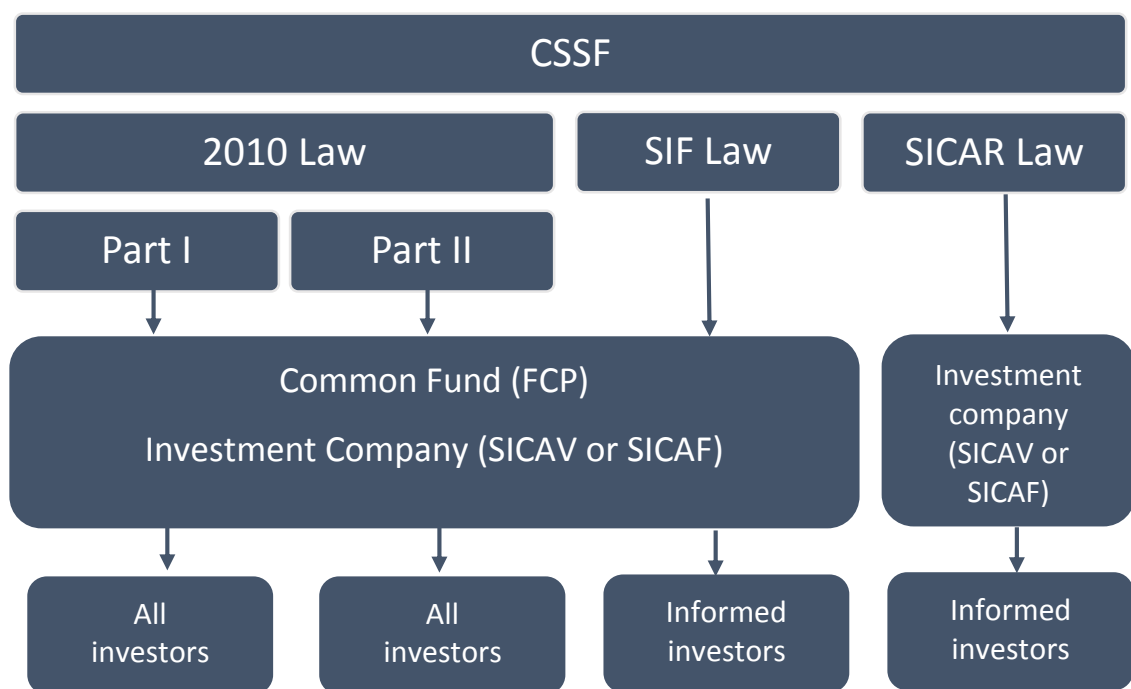 CSSF
2010 Law
SIF Law
SICAR Law
Part I
Part II
Common Fund (FCP)
Investment Company (SICAV or SICAF)
Investment
company
(SICAV or
SICAF)
All
investors
All
investors
Informed
investors
Informed
investors